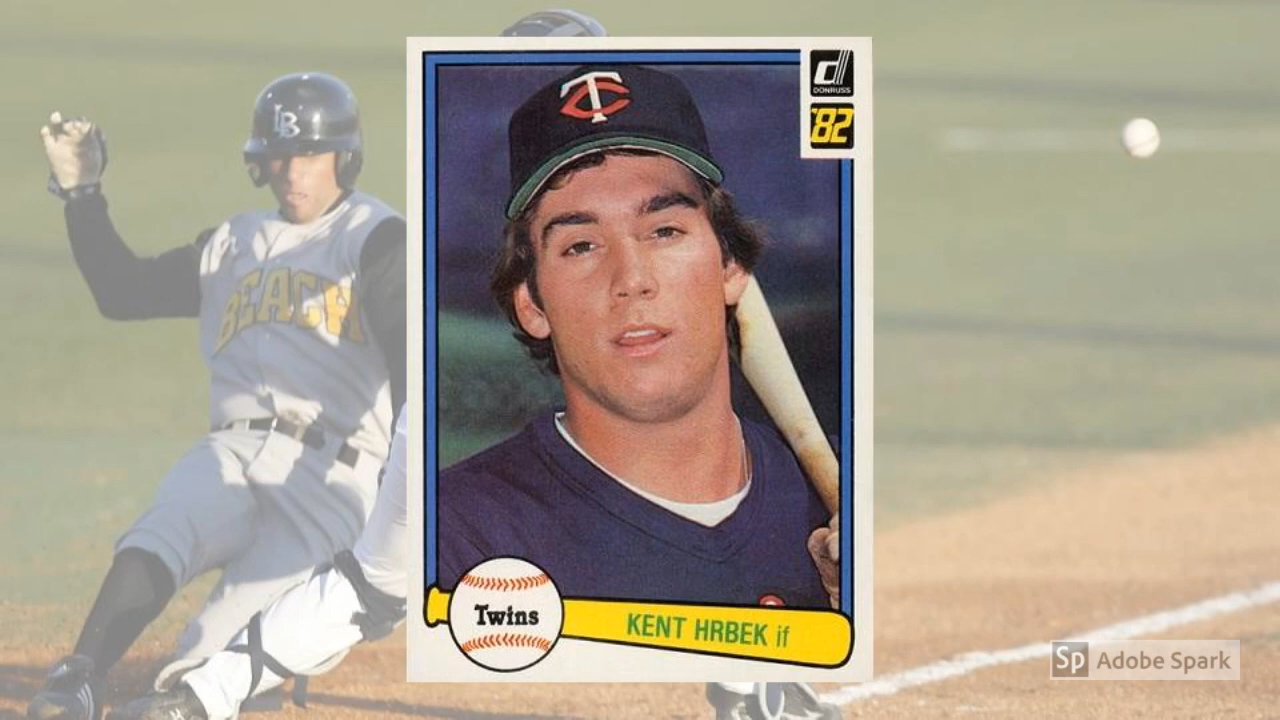 TC
d
DONRUSS
'82
LB
BEACH
Twins
KENT HRBEK if
Sp Adobe Spark